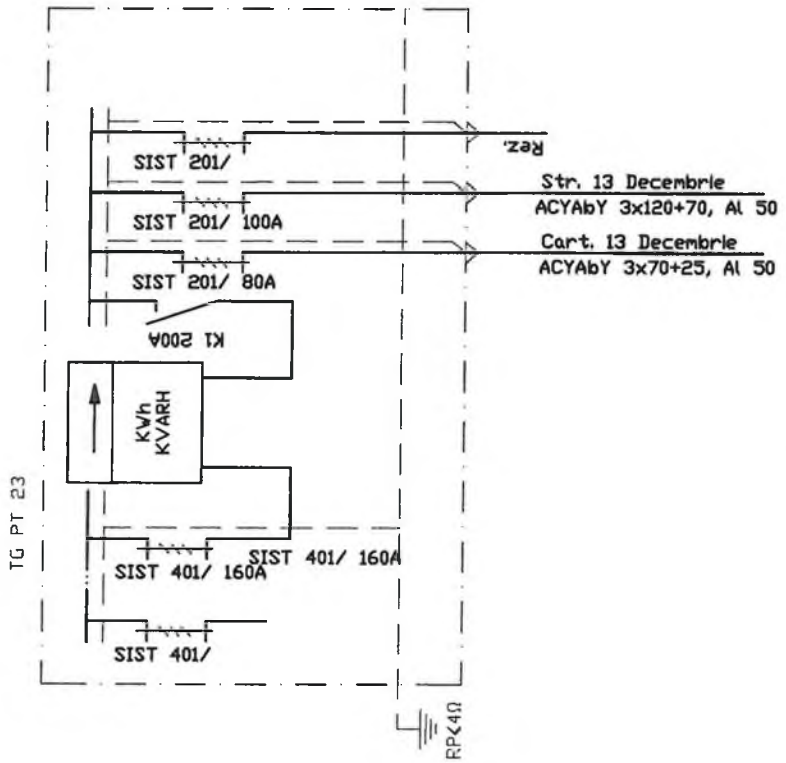 SIST 201/
Rez.
SIST 201/ 100A
Str. 13 Decembrie
ACYAbY 3x120+70, Al 50
SIST 201/ 80A
Cart. 13 Decembrie
ACYAbY 3x70+25, Al 50
K1 200A
KWh
KVARH
TG PT 23
SIST 401/ 160A
SIST 401/ 160A
SIST 401/
RP<4Ω